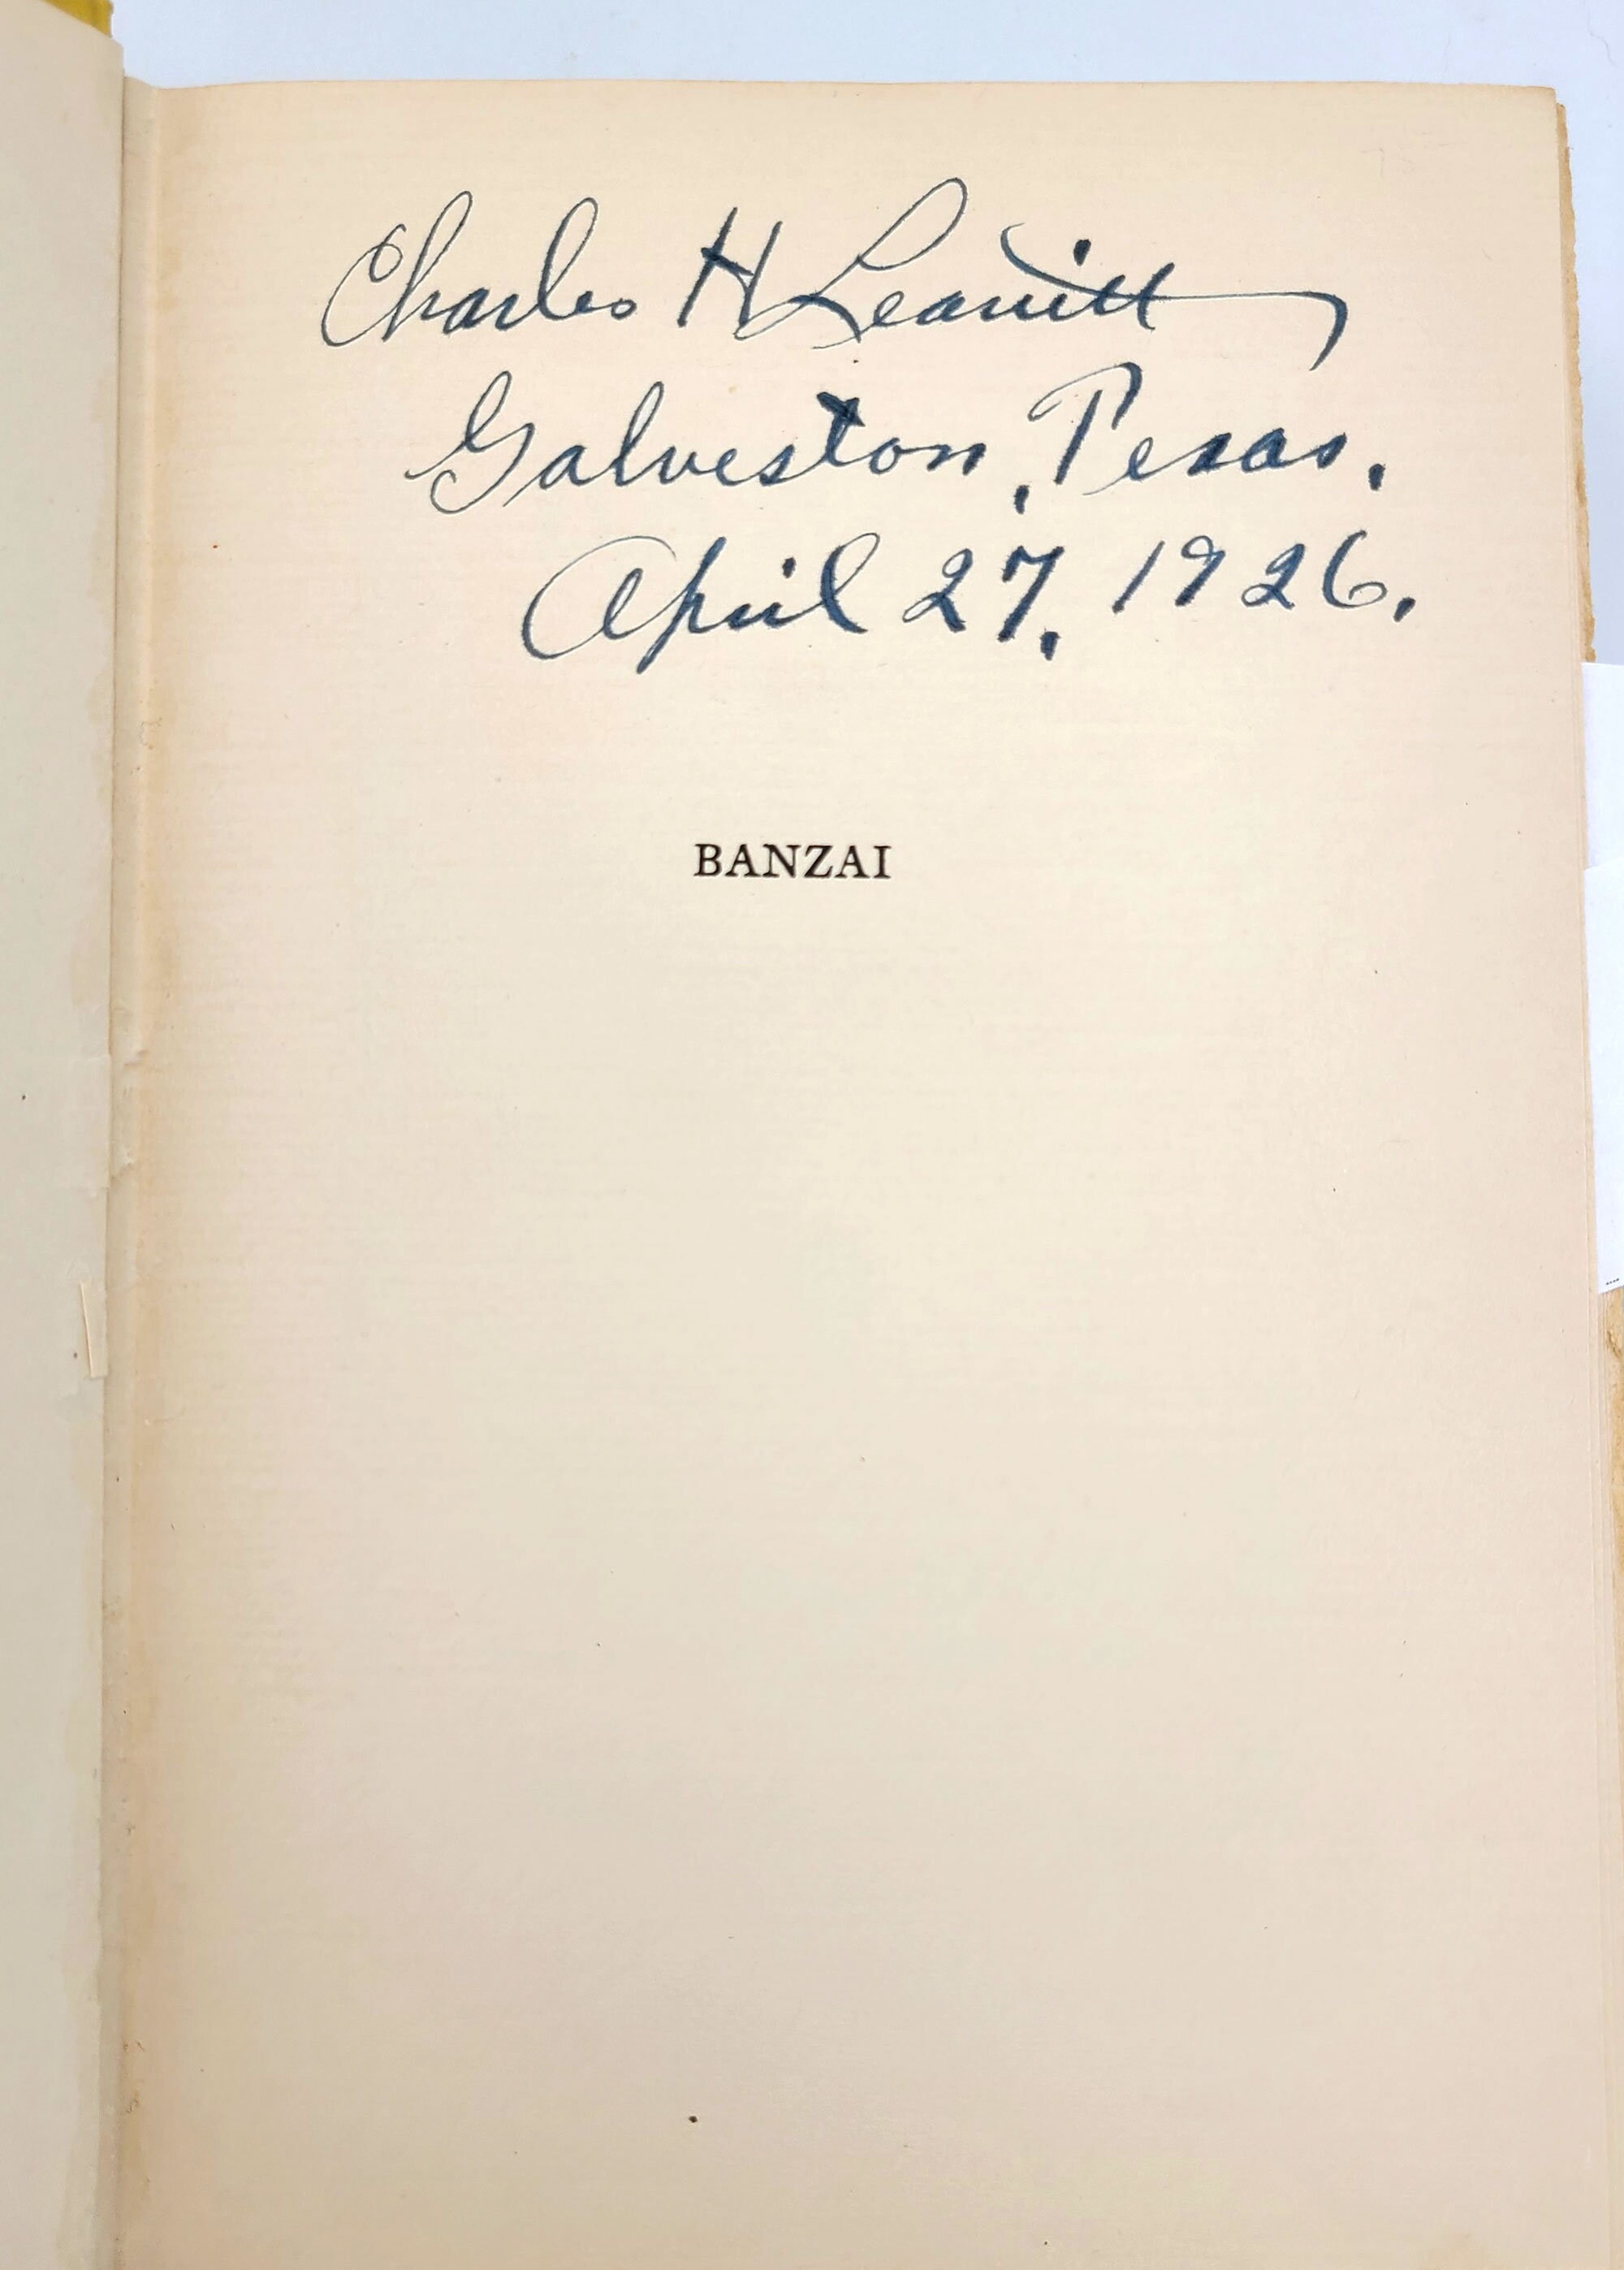 Charles H Leavitt
Galveston, Texas.
April 27, 1926.
BANZAI